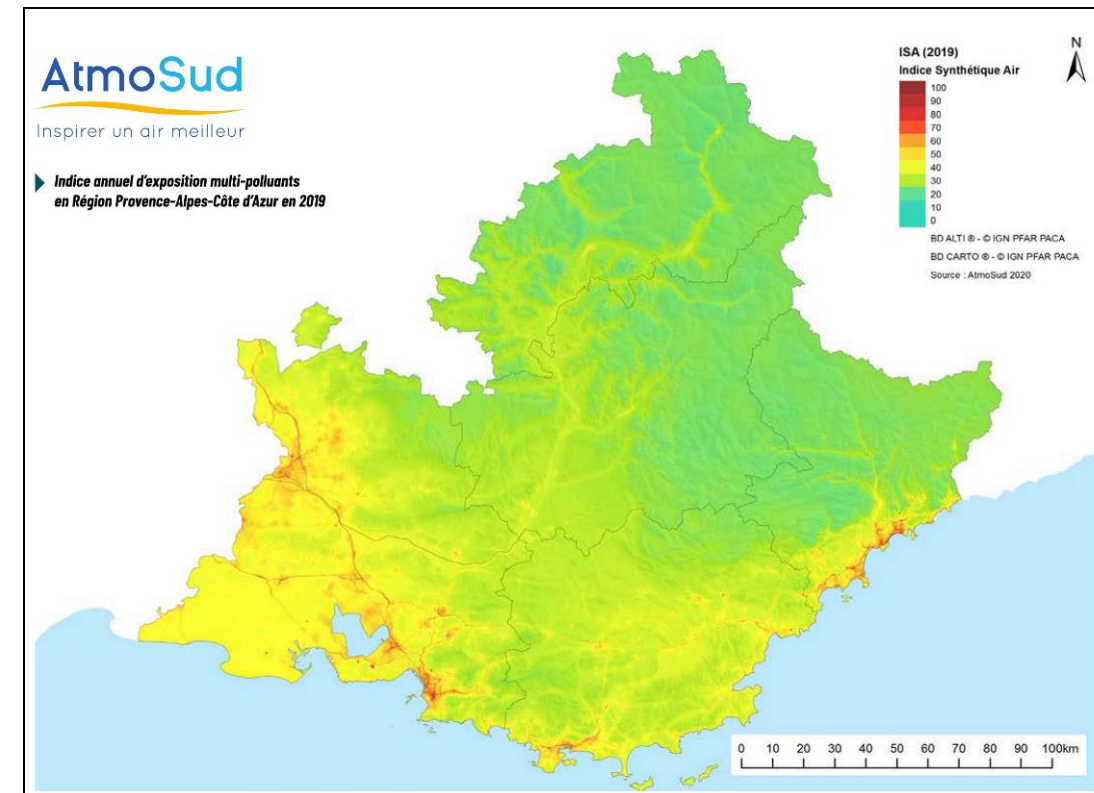 AtmoSud
Inspirer un air meilleur
Indice annuel d'exposition multi-polluants
en Région Provence-Alpes-Côte d'Azur en 2019
ISA (2019)
Indice Synthétique Air
100
90
80
70
60
50
40
30
20
10
0
N
BD ALTI ® - © IGN PFAR PACA
BD CARTO ® - © IGN PFAR PACA
Source : AtmoSud 2020
0 10 20 30 40 50 60 70 80 90 100km